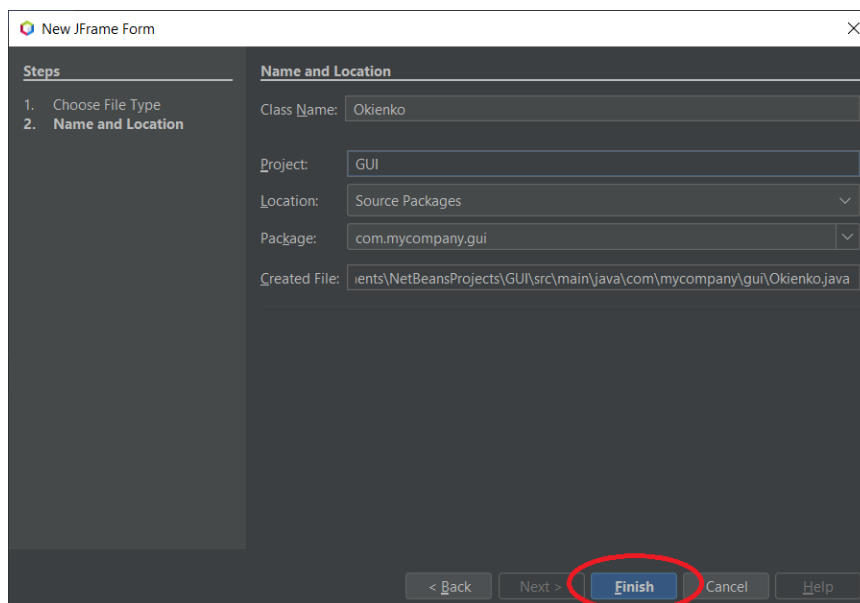 New JFrame Form
Steps
1. Choose File Type
2. Name and Location
Name and Location
Class Name: Okienko
Project: GUI
Location: Source Packages
Package: com.mycompany.gui
Created File: ents\NetBeansProjects\GUI\src\main\java\com\mycompany\gui\Okienko.java
< Back Next > Finish Cancel Help